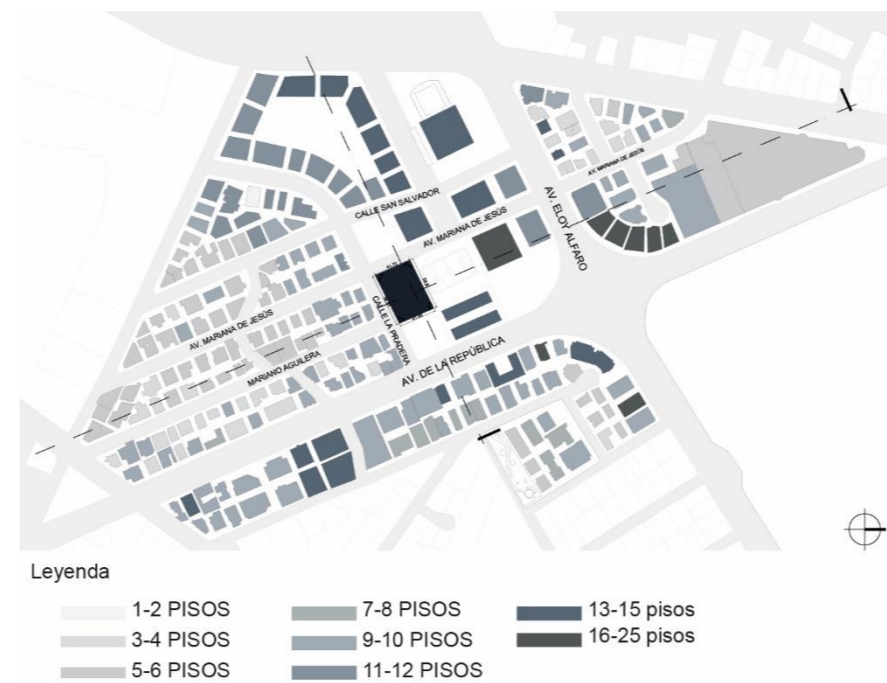 CALLE SAN SALVADOR
AV. MARIANA DE JESÚS
AV. MARIANA DE JESÚS
AV. ELOY ALFARO
AV. MARIANA DE JESÚS
CALLE LA PRADERA
MARIANO AGUILERA
AV. DE LA REPÚBLICA
Leyenda
1-2 PISOS
3-4 PISOS
5-6 PISOS
7-8 PISOS
9-10 PISOS
11-12 PISOS
13-15 pisos
16-25 pisos